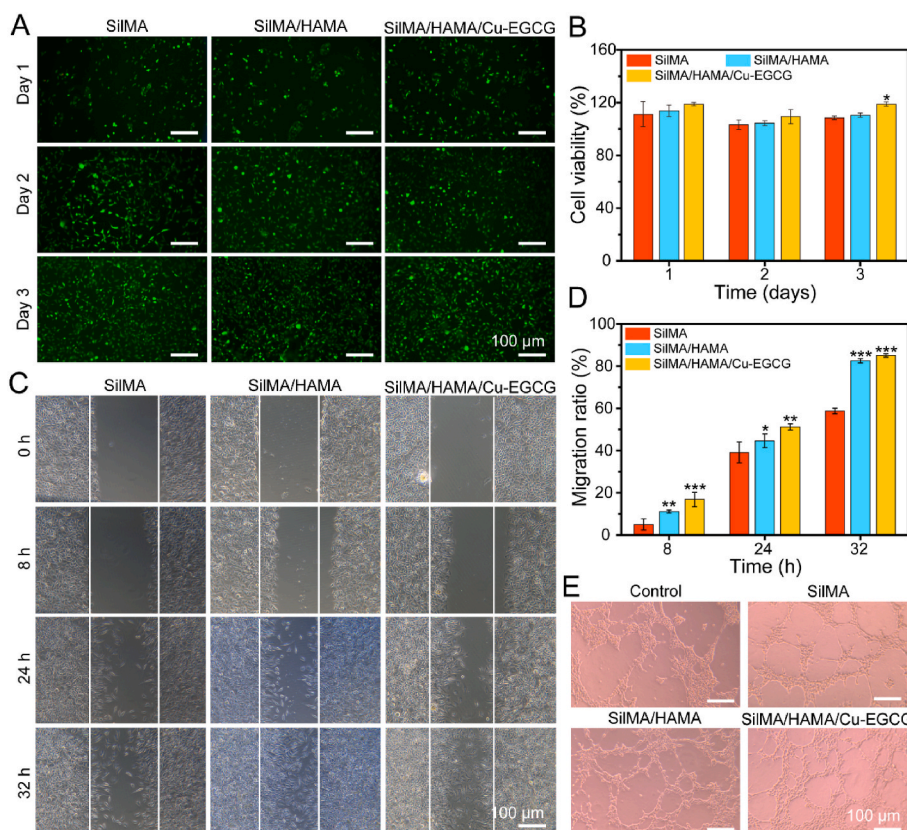 A
SilMA
SilMA/HAMA
SilMA/HAMA/Cu-EGCG
Day 1
Day 2
Day 3
100 µm
B
Cell viability (%)
160
120
80
40
0
SilMA
SilMA/HAMA
SilMA/HAMA/Cu-EGCG
*
1
2
3
Time (days)
C
SilMA
SilMA/HAMA
SilMA/HAMA/Cu-EGCG
0 h
8 h
24 h
32 h
100 µm
D
Migration ratio (%)
100
80
60
40
20
0
SilMA
SilMA/HAMA
SilMA/HAMA/Cu-EGCG
**
***
*
**
***
***
8
24
32
Time (h)
E
Control
SilMA
SilMA/HAMA
SilMA/HAMA/Cu-EGCG
100 µm